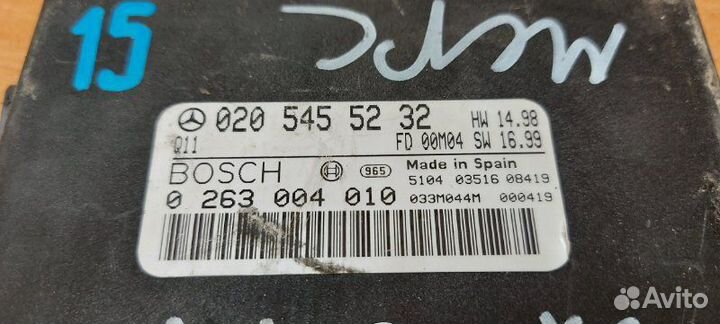 15
мерс
020 545 52 32 HW 14.98
Q11 FD 00M04 SW 16.99
BOSCH 965 Made in Spain
5104 03516 08419
0 263 004 010 033M044M 000419
Avito